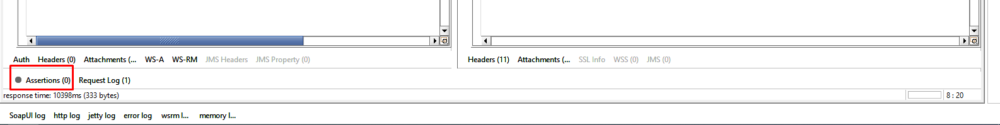 Auth Headers (0) Attachments (... WS-A WS-RM JMS Headers JMS Property (0)
Headers (11) Attachments (... SSL Info WSS (0) JMS (0)
Assertions (0) Request Log (1)
response time: 10398ms (333 bytes)
8 : 20
SoapUI log http log jetty log error log wsrm l... memory l...